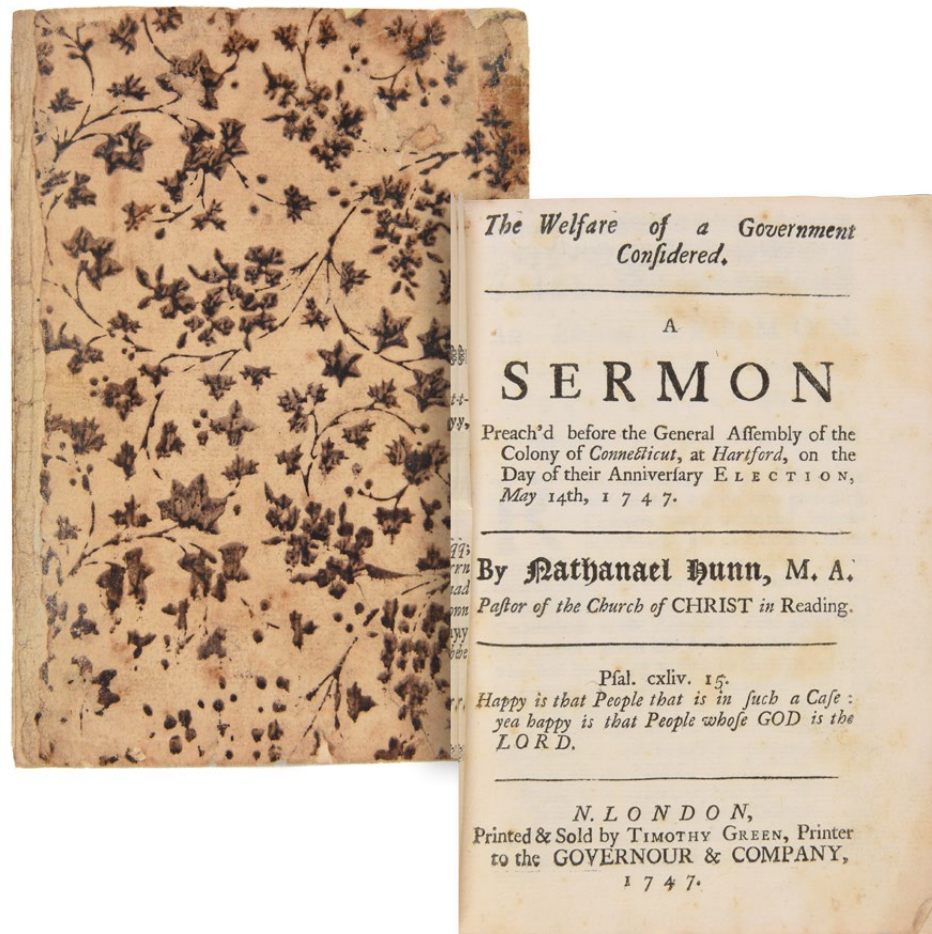 The Welfare of a Government
Conſidered.
A
SERMON
Preach'd before the General Aſſembly of the
Colony of Connecticut, at Hartford, on the
Day of their Anniverſary ELECTION,
May 14th, 1747.
By Nathanael Hunn, M. A.
Paſtor of the Church of CHRIST in Reading.
Pſal. cxliv. 15.
Happy is that People that is in ſuch a Caſe :
yea happy is that People whoſe GOD is the
LORD.
N. LONDON,
Printed & Sold by TIMOTHY GREEN, Printer
to the GOVERNOUR & COMPANY,
1747.